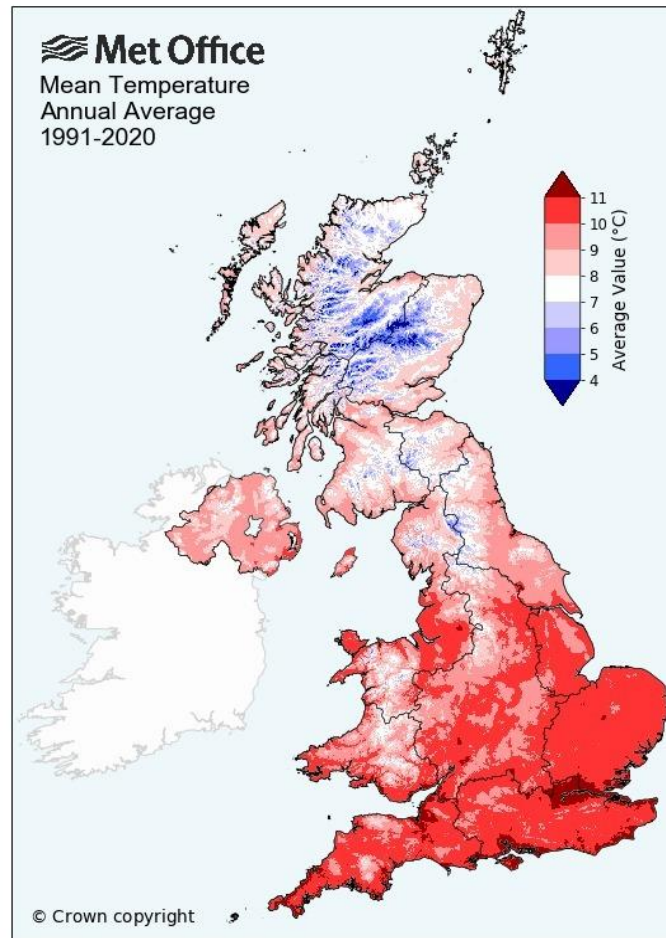 Met Office
Mean Temperature
Annual Average
1991-2020
11
10
9
8
7
6
5
4
Average Value (°C)
© Crown copyright